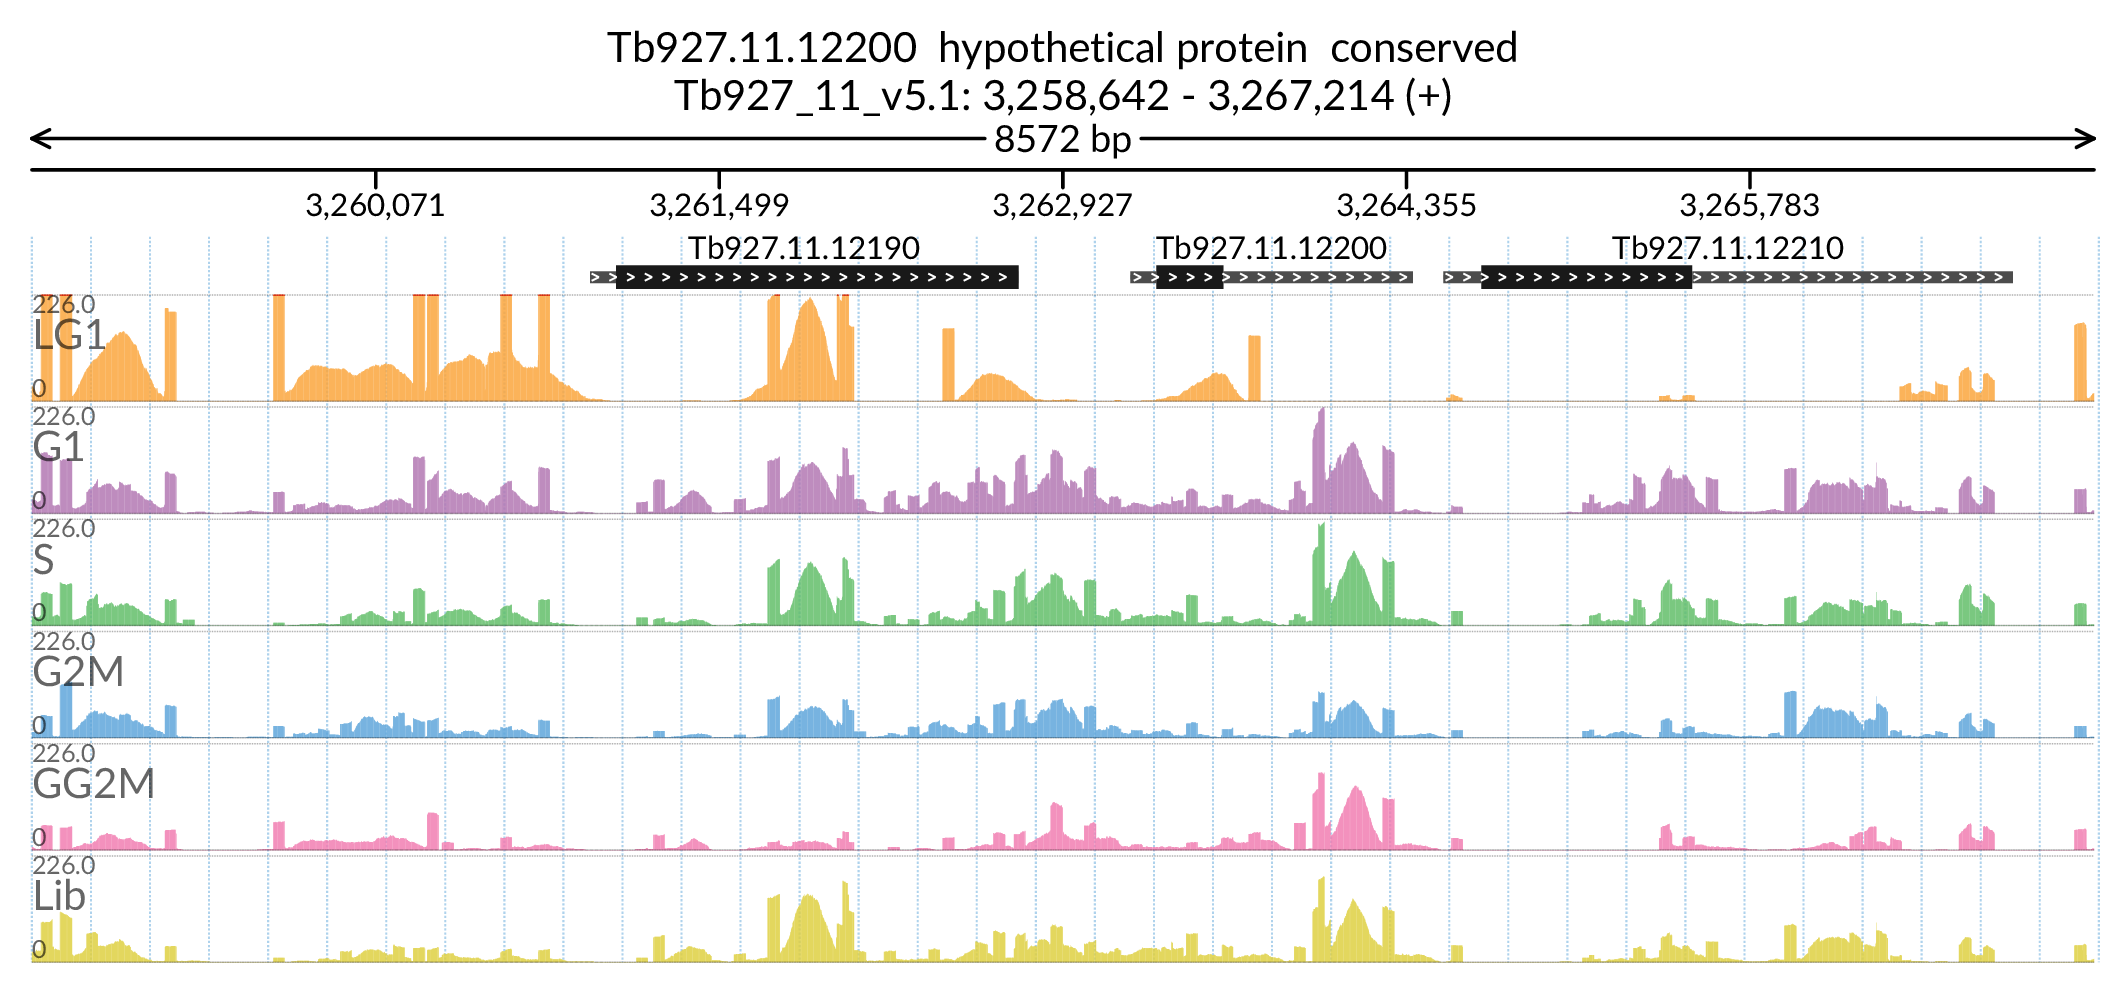 Tb927.11.12200 hypothetical protein conserved
Tb927_11_v5.1: 3,258,642 - 3,267,214 (+)
8572 bp
3,260,071 3,261,499 3,262,927 3,264,355 3,265,783
Tb927.11.12190 Tb927.11.12200 Tb927.11.12210
226.0
LG1
0
226.0
G1
0
226.0
S
0
226.0
G2M
0
226.0
GG2M
0
226.0
Lib
0